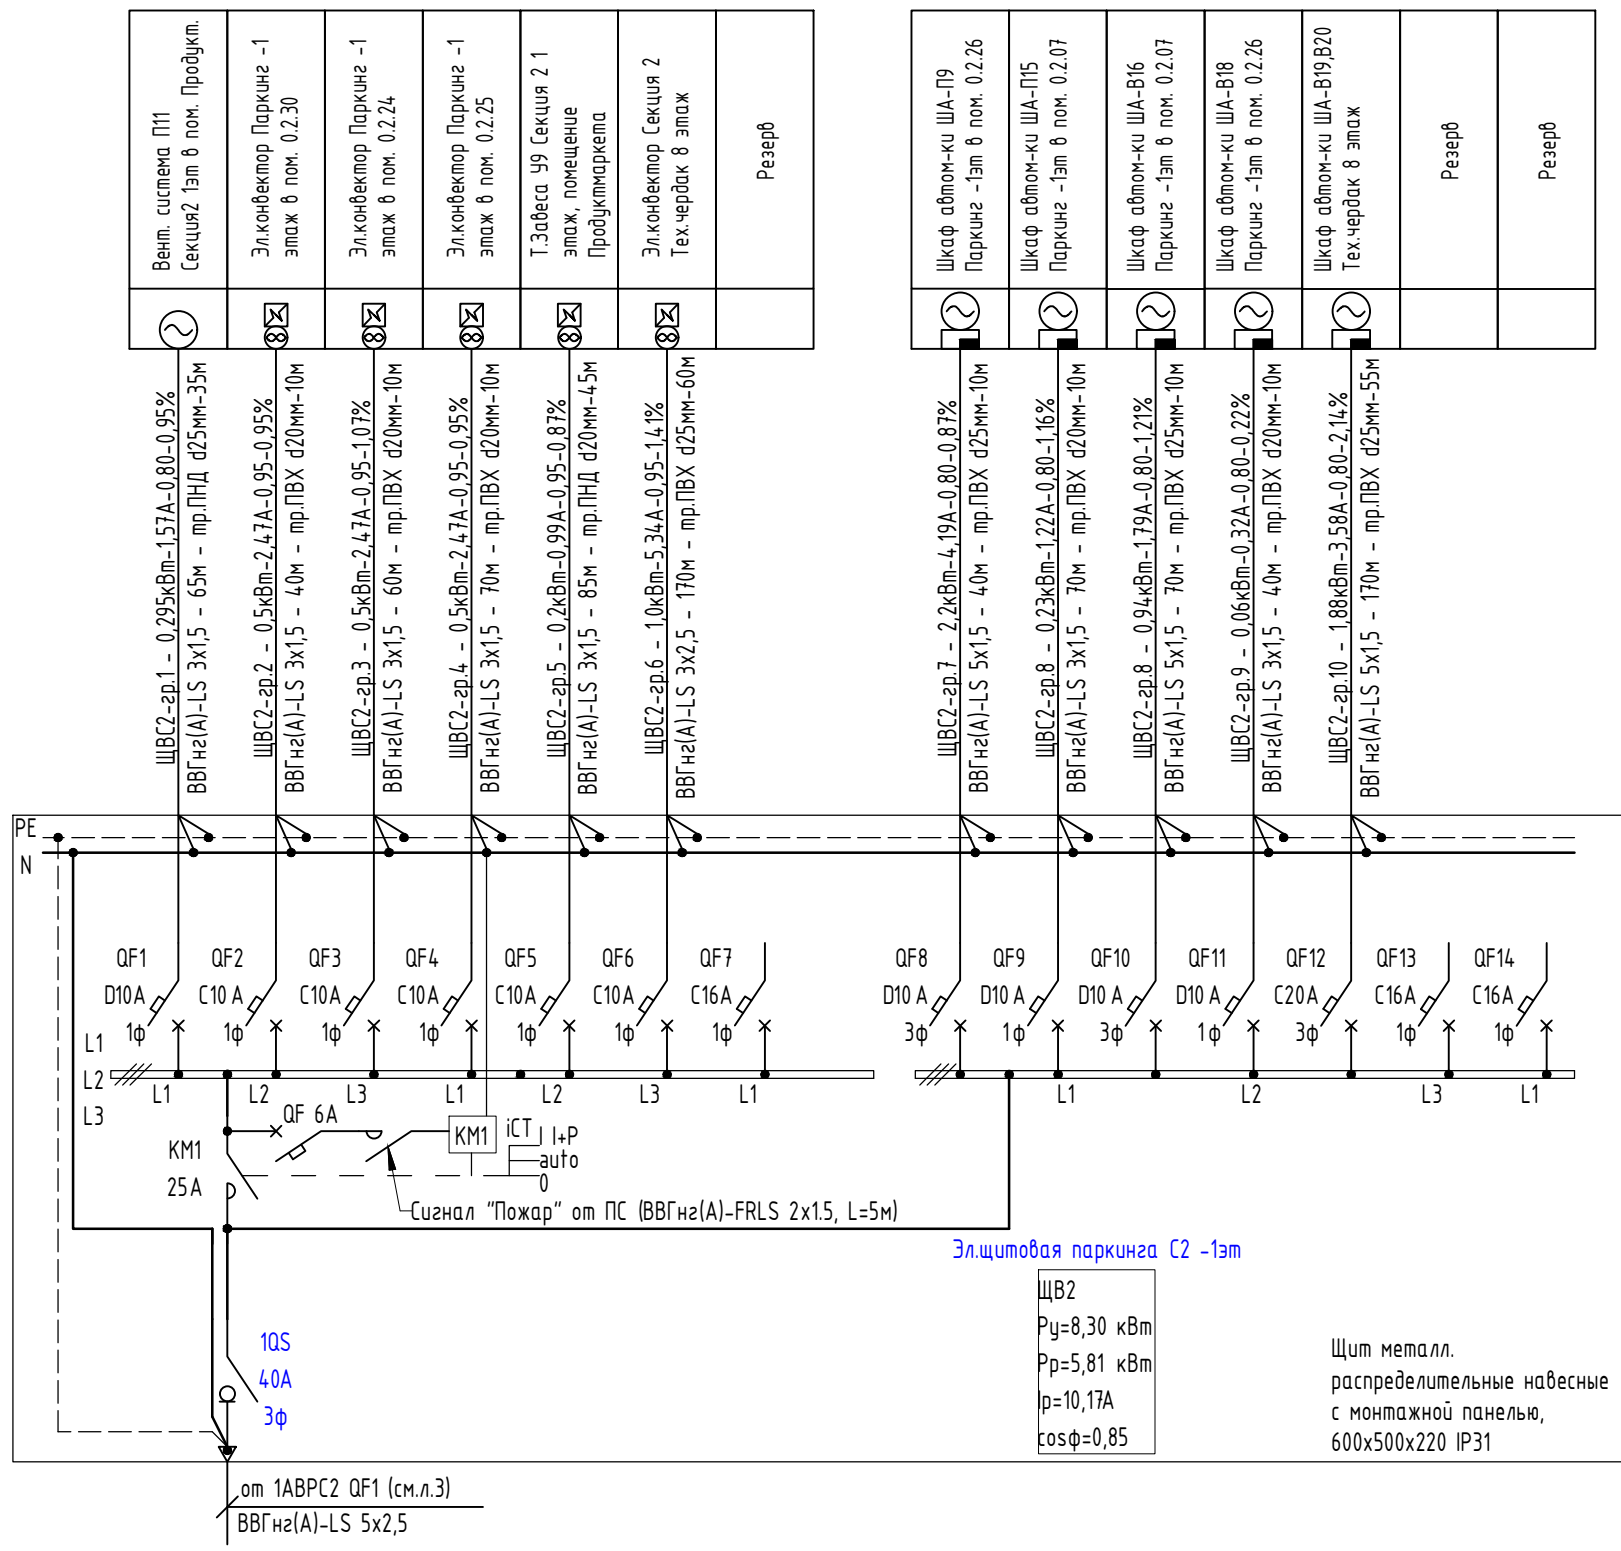 Вент. система П11
Секция2 1эт в пом. Продукт.
Эл.конвектор Паркинг -1
этаж в пом. 0.2.30
Эл.конвектор Паркинг -1
этаж в пом. 0.2.24
Эл.конвектор Паркинг -1
этаж в пом. 0.2.25
Т.Завеса У9 Секция 2 1
этаж, помещение
Продуктмаркета
Эл.конвектор Секция 2
Тех.чердак 8 этаж
Резерв
Шкаф автом-ки ША-П9
Паркинг -1эт в пом. 0.2.26
Шкаф автом-ки ША-П15
Паркинг -1эт в пом. 0.2.07
Шкаф автом-ки ША-В16
Паркинг -1эт в пом. 0.2.07
Шкаф автом-ки ША-В18
Паркинг -1эт в пом. 0.2.26
Шкаф автом-ки ША-В19,В20
Тех.чердак 8 этаж
Резерв
Резерв
ЩВС2-гр.1 - 0,295кВт-1,57А-0,80-0,95%
ВВГнг(А)-LS 3х1,5 - 65м - тр.ПНД d25мм-35м
ЩВС2-гр.2 - 0,5кВт-2,47А-0,95-0,95%
ВВГнг(А)-LS 3х1,5 - 40м - тр.ПВХ d20мм-10м
ЩВС2-гр.3 - 0,5кВт-2,47А-0,95-1,07%
ВВГнг(А)-LS 3х1,5 - 60м - тр.ПВХ d20мм-10м
ЩВС2-гр.4 - 0,5кВт-2,47А-0,95-0,95%
ВВГнг(А)-LS 3х1,5 - 70м - тр.ПВХ d20мм-10м
ЩВС2-гр.5 - 0,2кВт-0,99А-0,95-0,87%
ВВГнг(А)-LS 3х1,5 - 85м - тр.ПНД d20мм-45м
ЩВС2-гр.6 - 1,0кВт-5,34А-0,95-1,41%
ВВГнг(А)-LS 3х2,5 - 170м - тр.ПВХ d25мм-60м
ЩВС2-гр.7 - 2,2кВт-4,19А-0,80-0,87%
ВВГнг(А)-LS 5х1,5 - 40м - тр.ПВХ d25мм-10м
ЩВС2-гр.8 - 0,23кВт-1,22А-0,80-1,16%
ВВГнг(А)-LS 3х1,5 - 70м - тр.ПВХ d20мм-10м
ЩВС2-гр.8 - 0,94кВт-1,79А-0,80-1,21%
ВВГнг(А)-LS 5х1,5 - 70м - тр.ПВХ d25мм-10м
ЩВС2-гр.9 - 0,06кВт-0,32А-0,80-0,22%
ВВГнг(А)-LS 3х1,5 - 40м - тр.ПВХ d20мм-10м
ЩВС2-гр.10 - 1,88кВт-3,58А-0,80-2,14%
ВВГнг(А)-LS 5х1,5 - 170м - тр.ПВХ d25мм-55м
PE
N
QF1 QF2 QF3 QF4 QF5 QF6 QF7 QF8 QF9 QF10 QF11 QF12 QF13 QF14
D10A C10A C10A C10A C10A C10A C16A D10A D10A D10A D10A C20A C16A C16A
1ф 1ф 1ф 1ф 1ф 1ф 1ф 3ф 1ф 3ф 1ф 3ф 1ф 1ф
L1
L2
L3
L1 L2 L3 L1 L2 L3 L1 L1 L2 L3 L1
QF 6A
KM1
25A
KM1
iCT
I I+P
auto
0
Сигнал "Пожар" от ПС (ВВГнг(А)-FRLS 2х1.5, L=5м)
Эл.щитовая паркинга С2 -1эт
ЩВ2
Ру=8,30 кВт
Рр=5,81 кВт
Iр=10,17А
cosф=0,85
Щит металл.
распределительные навесные
с монтажной панелью,
600х500х220 IP31
1QS
40A
3ф
от 1АВРС2 QF1 (см.л.3)
ВВГнг(А)-LS 5х2,5